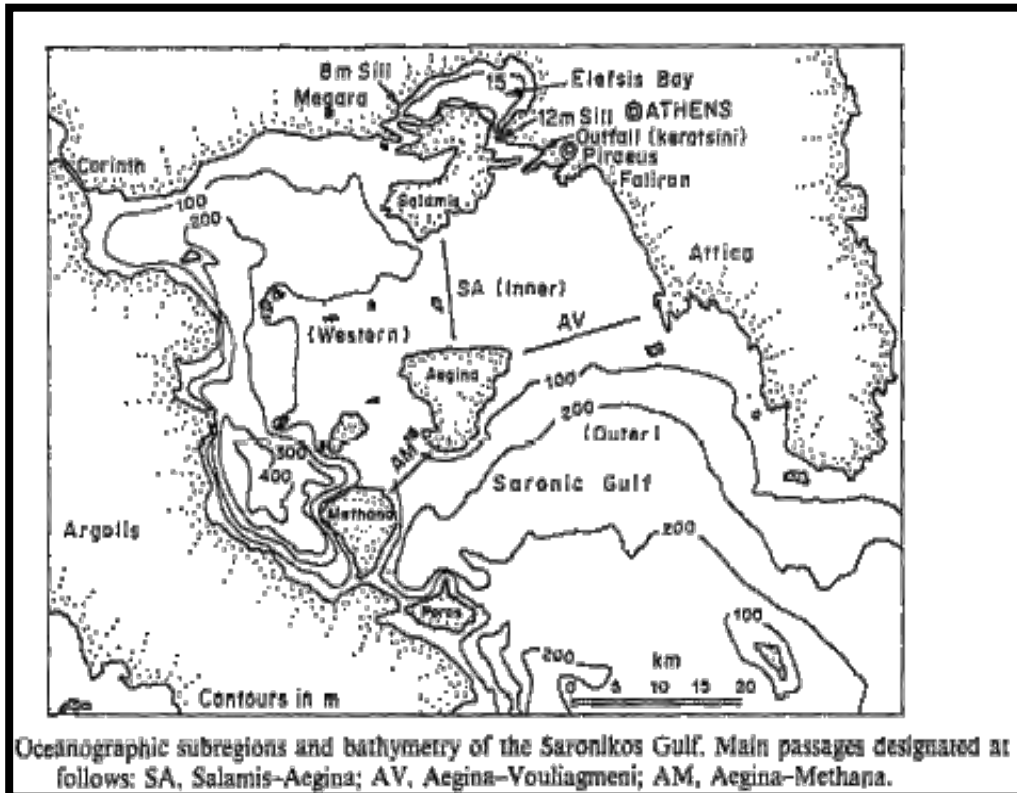 8m Sill
Megara
15
Elefsis Bay
12m Sill
ATHENS
Outfall (keratsini)
Piraeus
Faliron
Corinth
100
200
Salamis
Attica
SA (Inner)
AV
(Western)
Aegina
100
200
(Outer)
AM
300
400
Saronic Gulf
Methana
Argolis
200
Poros
100
200
km
0 5 10 15 20
Contours in m
Oceanographic subregions and bathymetry of the Saronikos Gulf. Main passages designated at
follows: SA, Salamis–Aegina; AV, Aegina–Vouliagmeni; AM, Aegina–Methana.